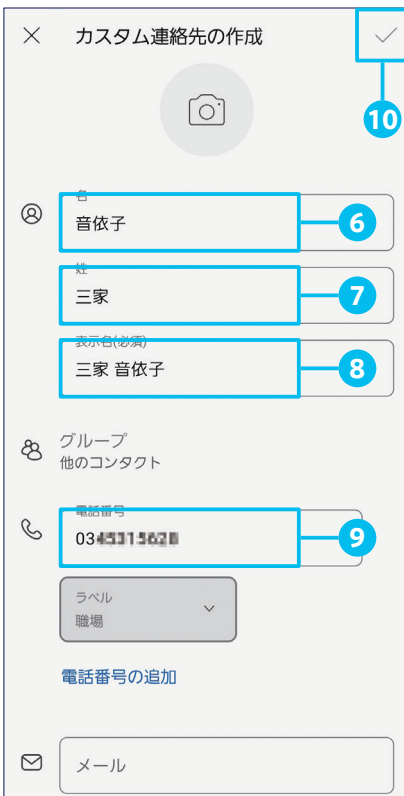 カスタム連絡先の作成
10
名
音依子 6
姓
三家 7
表示名(必須)
三家 音依子 8
グループ
他のコンタクト
電話番号
03 9
ラベル
職場
電話番号の追加
メール